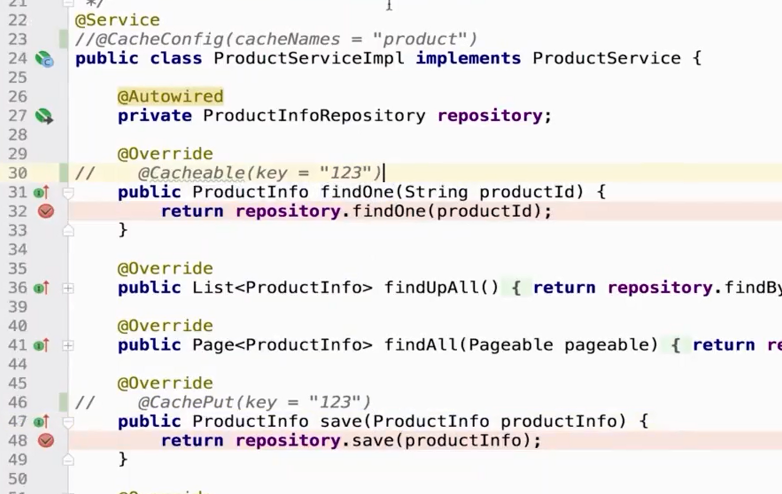 21 */
22 @Service
23 //@CacheConfig(cacheNames = "product")
24 public class ProductServiceImpl implements ProductService {
25
26 @Autowired
27 private ProductInfoRepository repository;
28
29 @Override
30 // @Cacheable(key = "123")
31 public ProductInfo findOne(String productId) {
32 return repository.findOne(productId);
33 }
34
35 @Override
36 public List<ProductInfo> findUpAll() { return repository.findBy
39
40 @Override
41 public Page<ProductInfo> findAll(Pageable pageable) { return re
44
45 @Override
46 // @CachePut(key = "123")
47 public ProductInfo save(ProductInfo productInfo) {
48 return repository.save(productInfo);
49 }
50